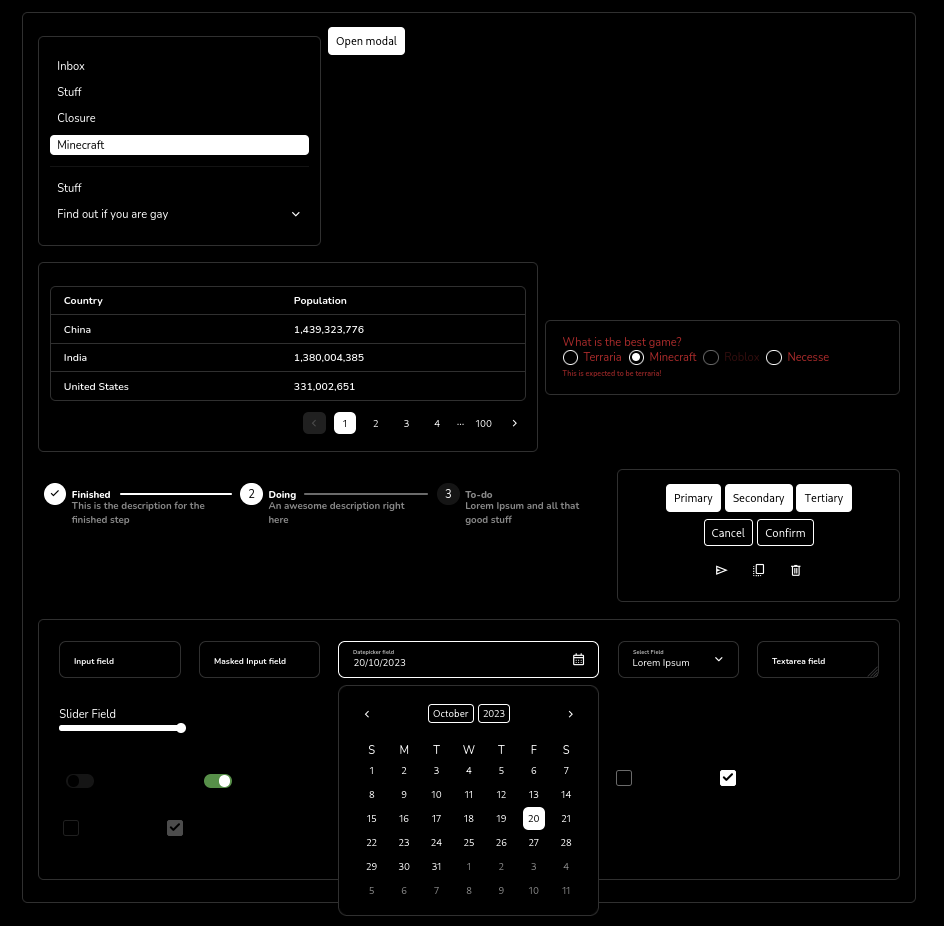 Open modal
Inbox
Stuff
Closure
Minecraft
Stuff
Find out if you are gay
Country Population
China 1,439,323,776
India 1,380,004,385
United States 331,002,651
1 2 3 4 ... 100
What is the best game?
Terraria Minecraft Roblox Necesse
This is expected to be terraria!
Finished
This is the description for the
finished step
2 Doing
An awesome description right
here
3 To-do
Lorem Ipsum and all that
good stuff
Primary Secondary Tertiary
Cancel Confirm
Input field
Masked Input field
Datepicker field
20/10/2023
Select Field
Lorem Ipsum
Textarea field
Slider Field
October 2023
S M T W T F S
1 2 3 4 5 6 7
8 9 10 11 12 13 14
15 16 17 18 19 20 21
22 23 24 25 26 27 28
29 30 31 1 2 3 4
5 6 7 8 9 10 11